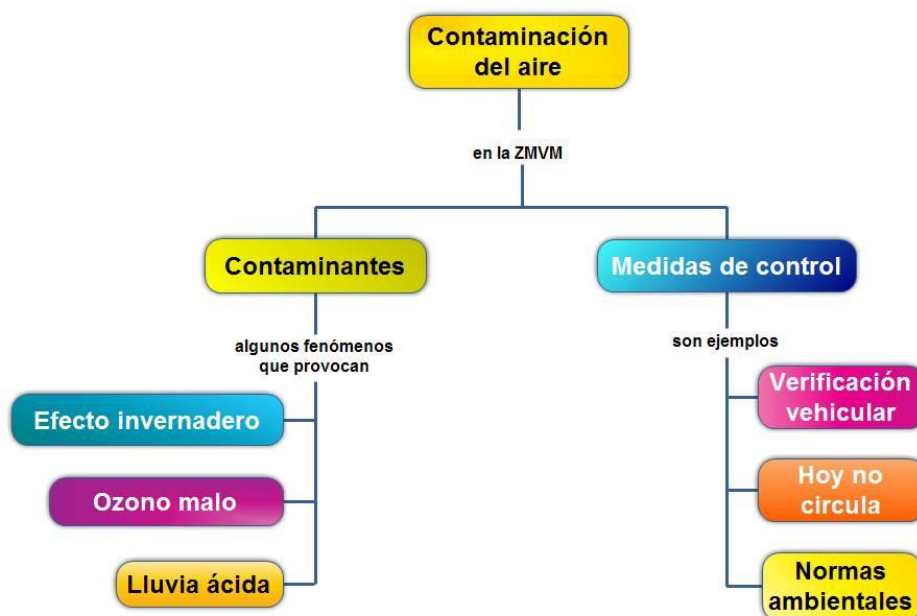 Contaminación
del aire
en la ZMVM
Contaminantes
algunos fenómenos
que provocan
Efecto invernadero
Ozono malo
Lluvia ácida
Medidas de control
son ejemplos
Verificación
vehicular
Hoy no
circula
Normas
ambientales